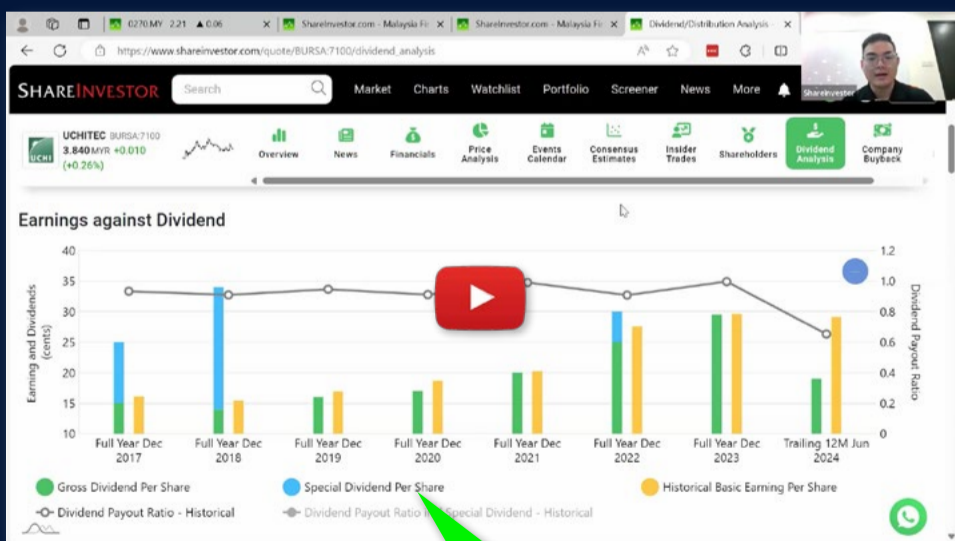 0270.MY 2.21 ▲ 0.06
ShareInvestor.com - Malaysia Fir
ShareInvestor.com - Malaysia Fir
Dividend/Distribution Analysis -
https://www.shareinvestor.com/quote/BURSA:7100/dividend_analysis
SHAREINVESTOR
Search
Market Charts Watchlist Portfolio Screener News More
ShareInvestor
UCHI
UCHITEC BURSA:7100
3.840 MYR +0.010
(+0.26%)
Overview
News
Financials
Price
Analysis
Events
Calendar
Consensus
Estimates
Insider
Trades
Shareholders
Dividend
Analysis
Company
Buyback
Earnings against Dividend
Earning and Dividends
(cents)
40
35
30
25
20
15
10
1.2
1.0
0.8
0.6
0.4
0.2
0
Dividend Payout Ratio
Full Year Dec
2017
Full Year Dec
2018
Full Year Dec
2019
Full Year Dec
2020
Full Year Dec
2021
Full Year Dec
2022
Full Year Dec
2023
Trailing 12M Jun
2024
Gross Dividend Per Share
Special Dividend Per Share
Historical Basic Earning Per Share
Dividend Payout Ratio - Historical
Dividend Payout Ratio Special Dividend - Historical